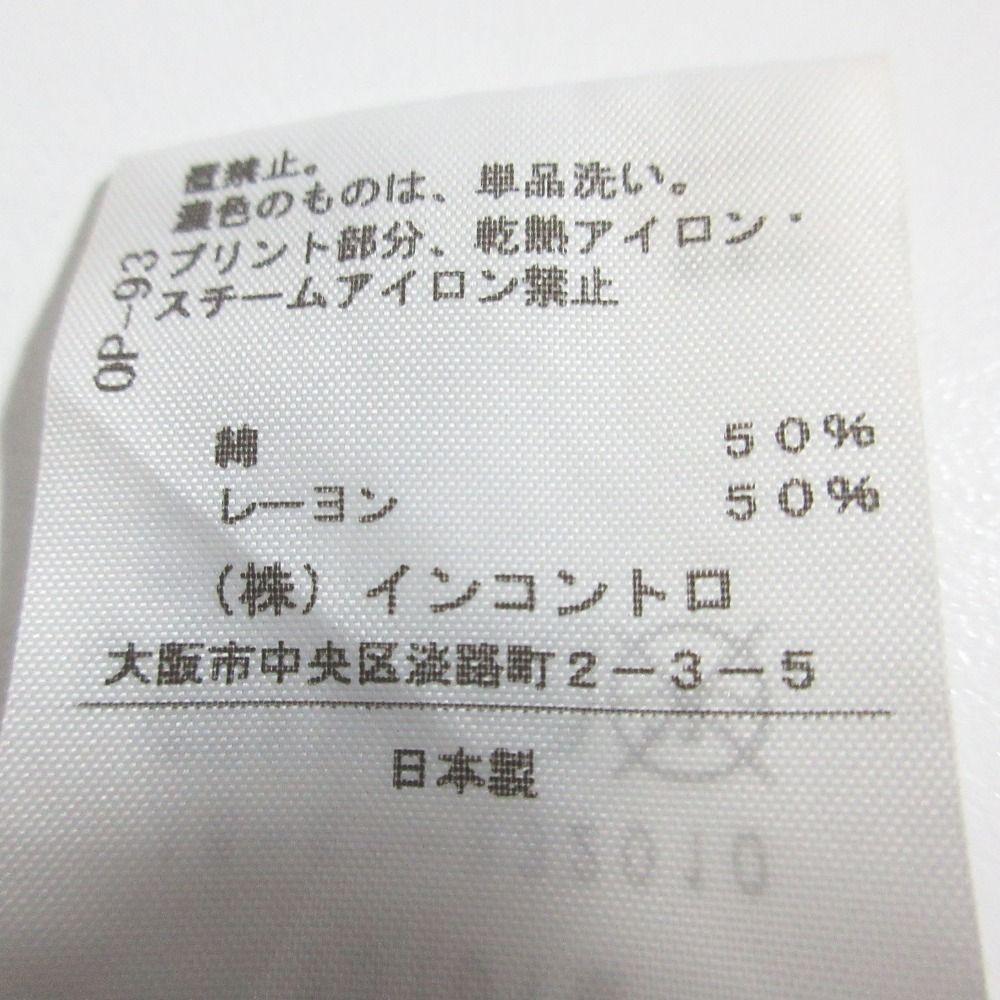 置禁止。
濃色のものは、単品洗い。
プリント部分、乾熱アイロン・
スチームアイロン禁止
OP-93
綿 50%
レーヨン 50%
(株) インコントロ
大阪市中央区淡路町2-3-5
日本製